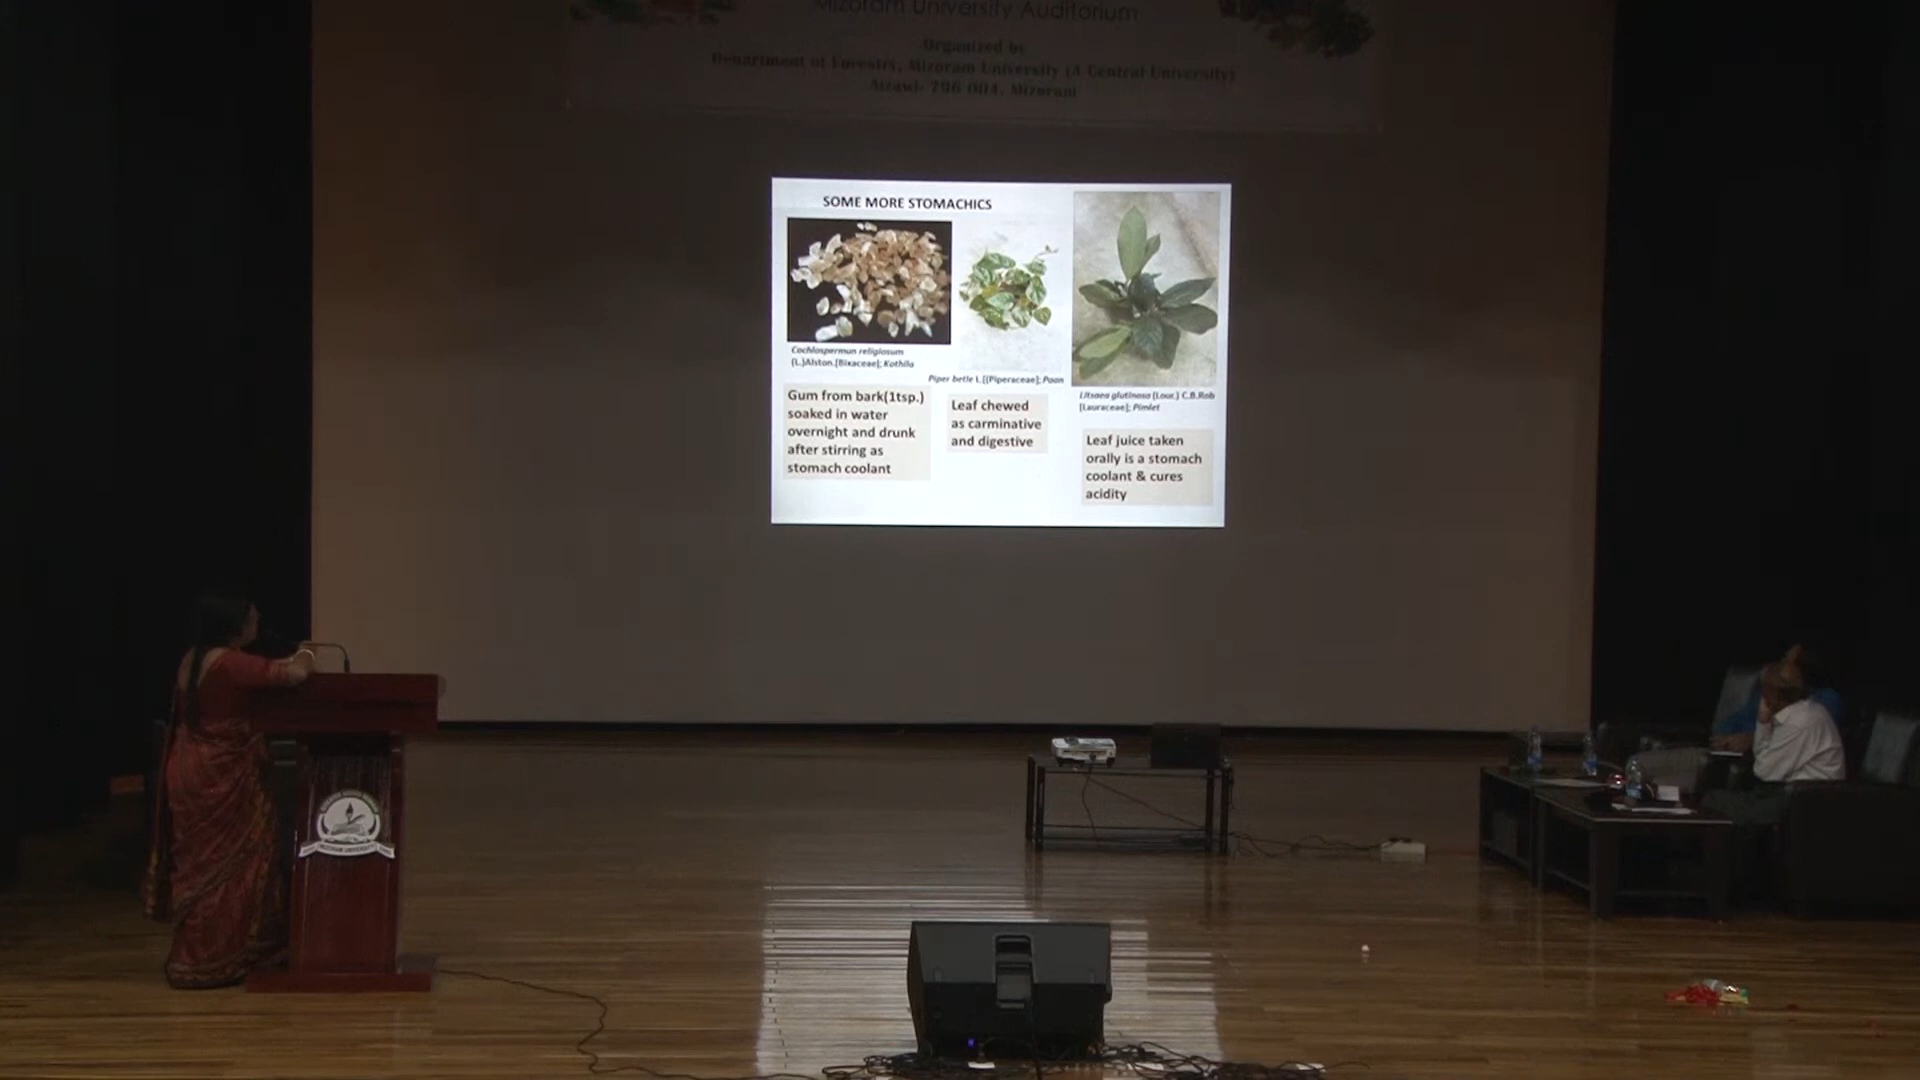 Mizoram University Auditorium
Organized by
Department of Forestry, Mizoram University (A Central University)
Aizawl- 796 004, Mizoram
SOME MORE STOMACHICS
Cochlospermun religiosum
(L.)Alston.[Bixaceae]; Kothila
Gum from bark(1tsp.)
soaked in water
overnight and drunk
after stirring as
stomach coolant
Piper betle L [(Piperaceae]; Paan
Leaf chewed
as carminative
and digestive
Litsaea glutinosa (Lour.) C.B.Rob
[Lauraceae]; Pimlet
Leaf juice taken
orally is a stomach
coolant & cures
acidity
MIZORAM UNIVERSITY